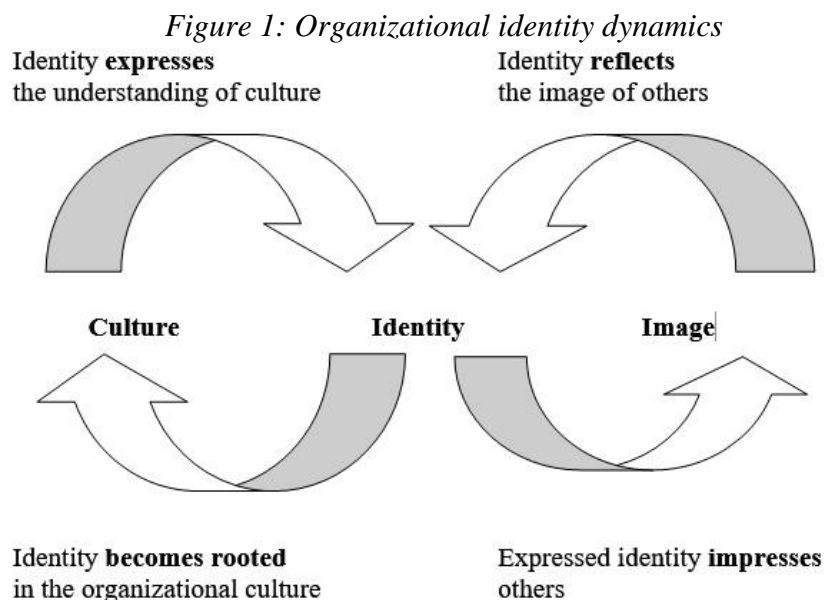 Figure 1: Organizational identity dynamics
Identity expresses
the understanding of culture
Identity reflects
the image of others
Culture
Identity
Image
Identity becomes rooted
in the organizational culture
Expressed identity impresses
others